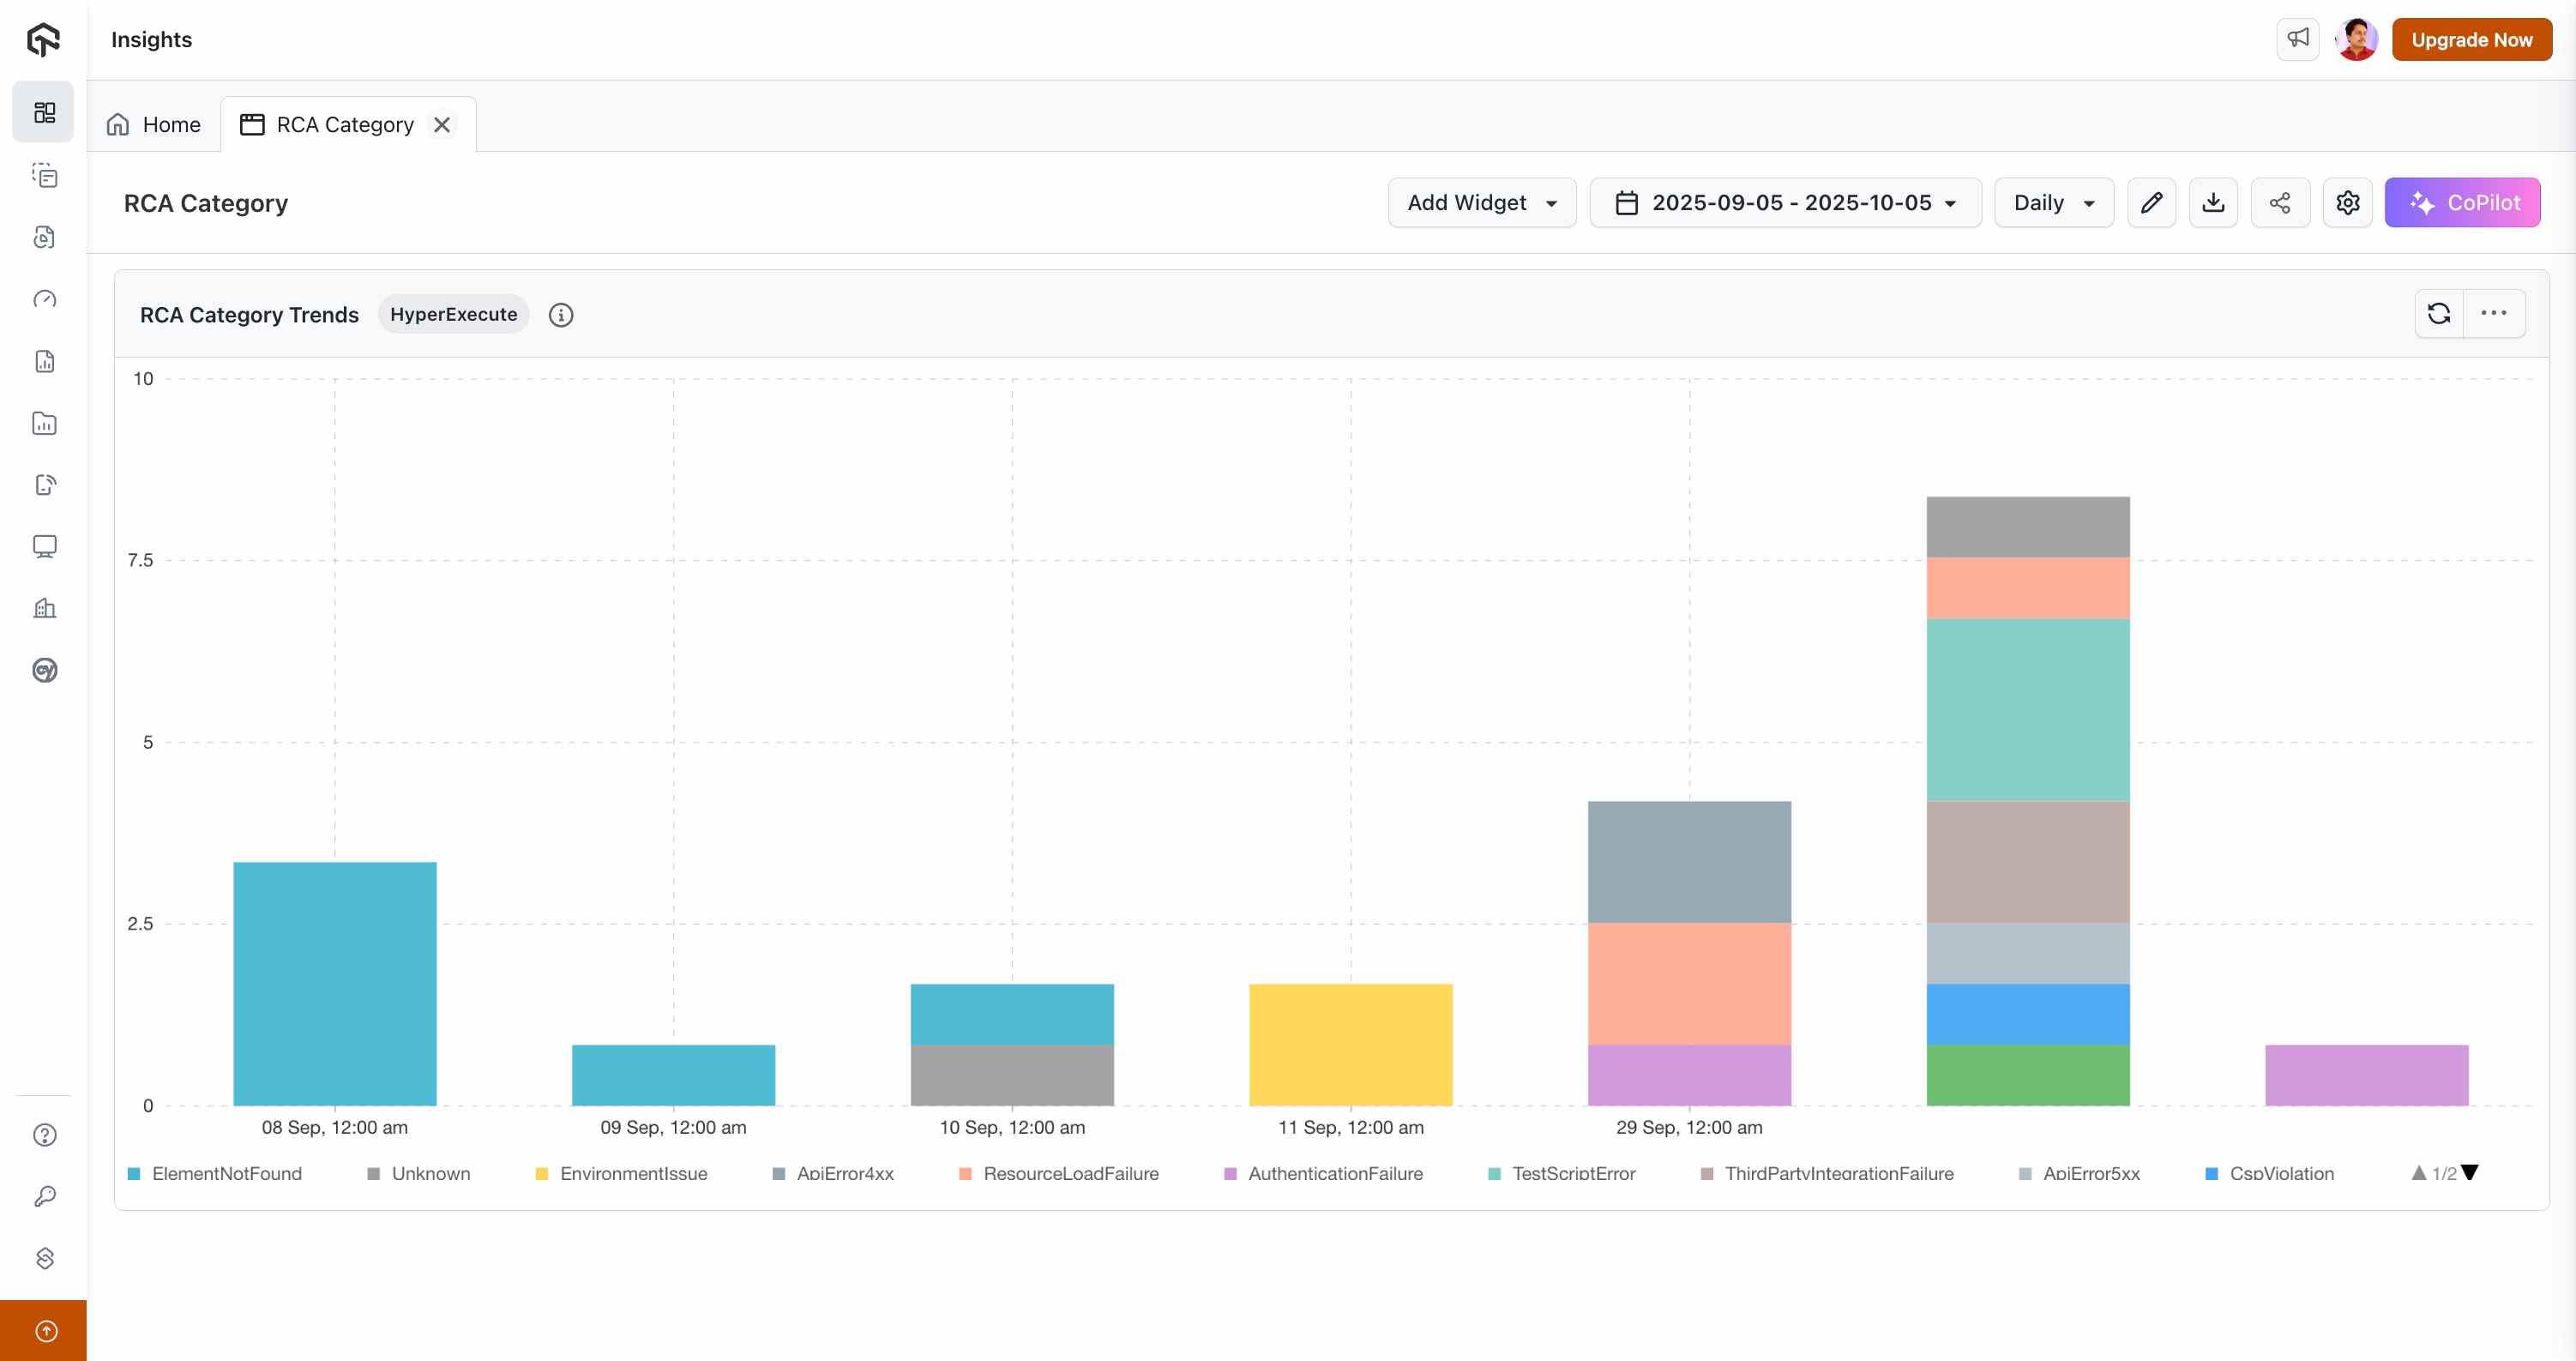 Insights
Upgrade Now
Home
RCA Category
RCA Category
Add Widget
2025-09-05 - 2025-10-05
Daily
CoPilot
RCA Category Trends
HyperExecute
10
7.5
5
2.5
0
08 Sep, 12:00 am
09 Sep, 12:00 am
10 Sep, 12:00 am
11 Sep, 12:00 am
29 Sep, 12:00 am
ElementNotFound
Unknown
EnvironmentIssue
ApiError4xx
ResourceLoadFailure
AuthenticationFailure
TestScriptError
ThirdPartyIntegrationFailure
ApiError5xx
CspViolation
1/2
cy